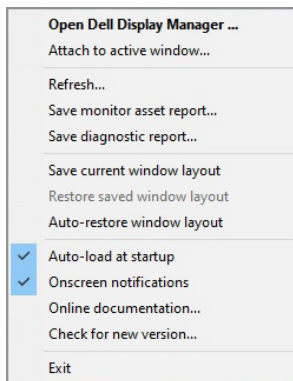 Open Dell Display Manager ...
Attach to active window...
Refresh...
Save monitor asset report...
Save diagnostic report...
Save current window layout
Restore saved window layout
Auto-restore window layout
Auto-load at startup
Onscreen notifications
Online documentation...
Check for new version...
Exit